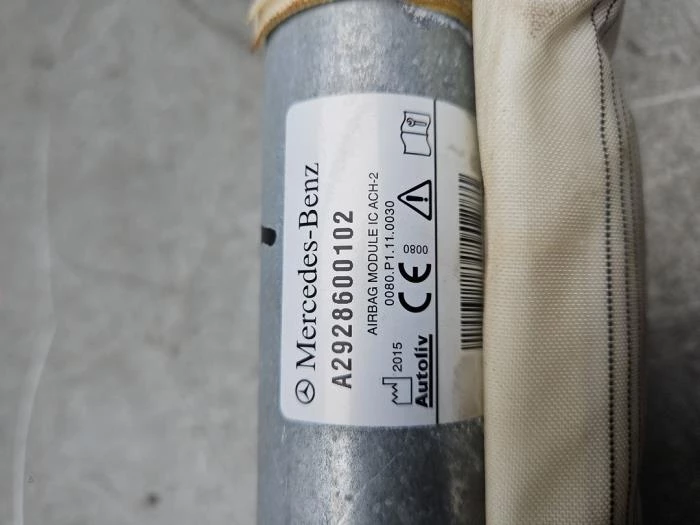 Mercedes-Benz
A2928600102
AIRBAG MODULE IC ACH-2
0080.P1.11.0030
2015
CE 0800
Autoliv